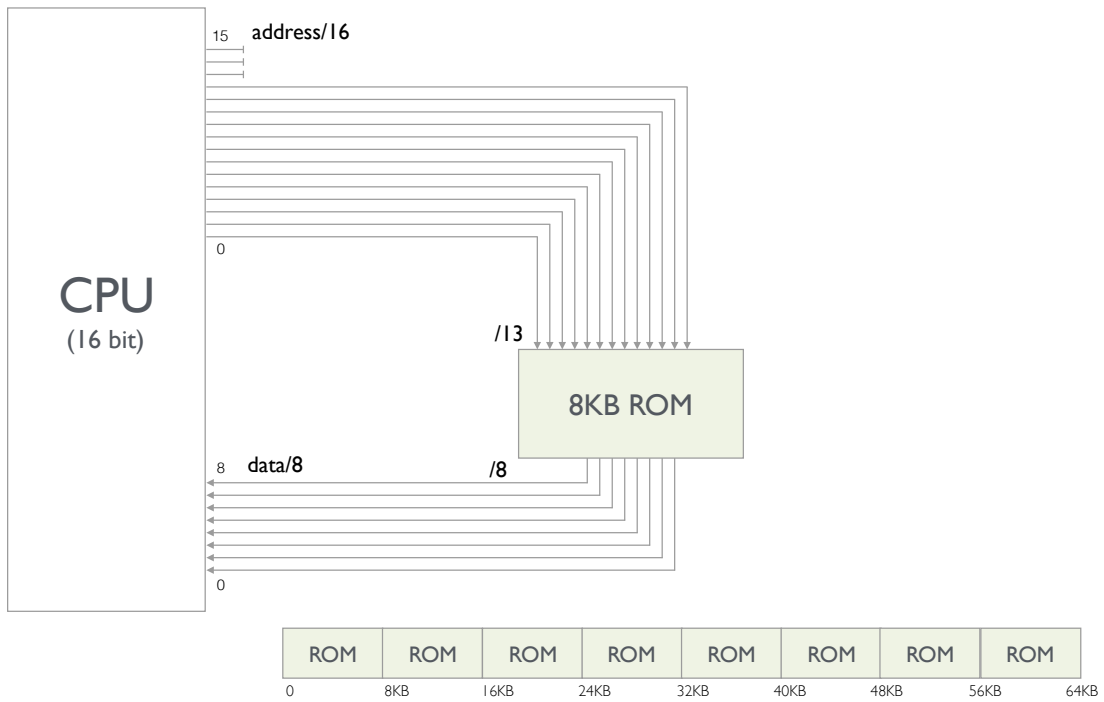 15 address/16
0
CPU
(16 bit)
/13
8KB ROM
8 data/8 /8
0
ROM ROM ROM ROM ROM ROM ROM ROM
0 8KB 16KB 24KB 32KB 40KB 48KB 56KB 64KB